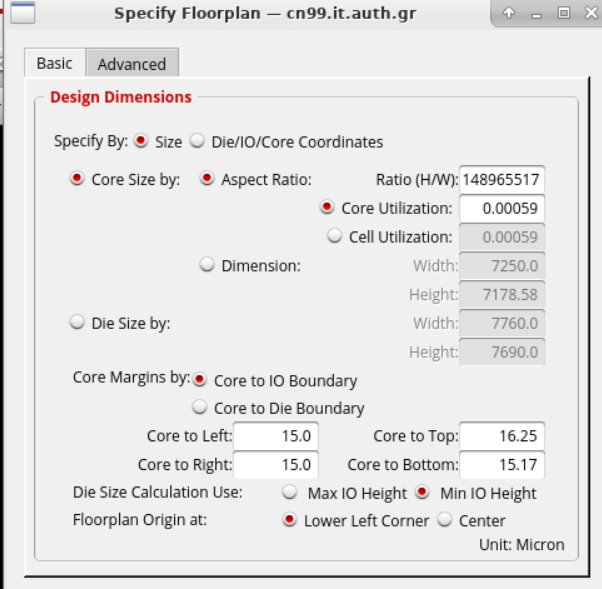 Specify Floorplan — cn99.it.auth.gr
Basic Advanced
Design Dimensions
Specify By: Size Die/IO/Core Coordinates
Core Size by: Aspect Ratio: Ratio (H/W): 148965517
Core Utilization: 0.00059
Cell Utilization: 0.00059
Dimension: Width: 7250.0
Height: 7178.58
Die Size by: Width: 7760.0
Height: 7690.0
Core Margins by: Core to IO Boundary
Core to Die Boundary
Core to Left: 15.0 Core to Top: 16.25
Core to Right: 15.0 Core to Bottom: 15.17
Die Size Calculation Use: Max IO Height Min IO Height
Floorplan Origin at: Lower Left Corner Center
Unit: Micron